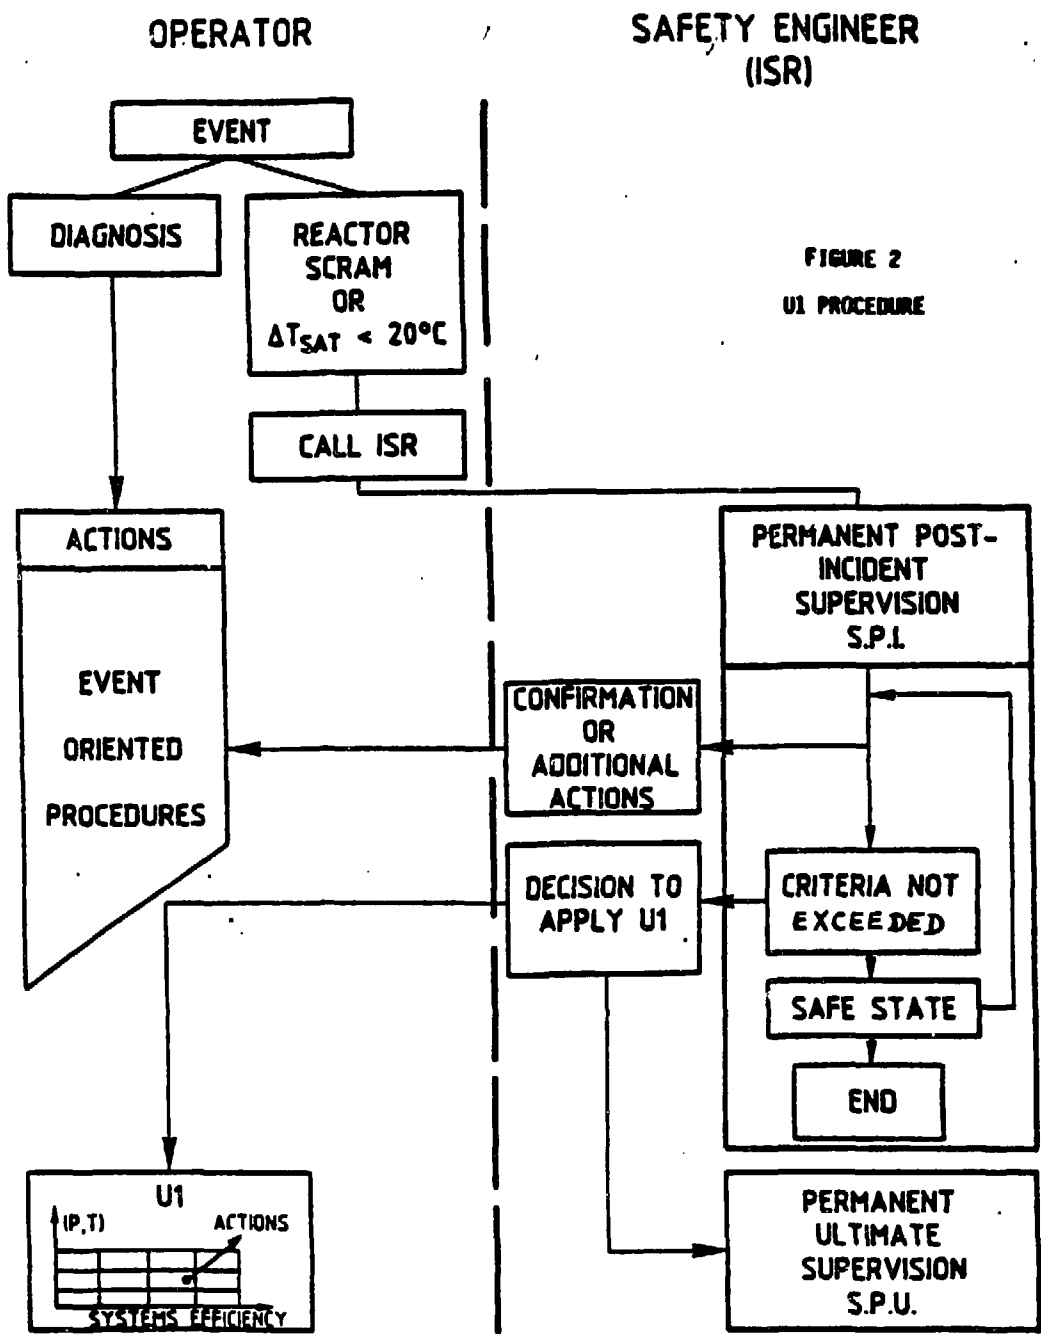 OPERATOR
SAFETY ENGINEER
(ISR)
EVENT
DIAGNOSIS
REACTOR
SCRAM
OR
ΔTSAT < 20°C
FIGURE 2
U1 PROCEDURE
CALL ISR
ACTIONS
EVENT
ORIENTED
PROCEDURES
PERMANENT POST-
INCIDENT
SUPERVISION
S.P.I.
CONFIRMATION
OR
ADDITIONAL
ACTIONS
DECISION TO
APPLY U1
CRITERIA NOT
EXCEEDED
SAFE STATE
END
U1
(P,T)
ACTIONS
SYSTEMS EFFICIENCY
PERMANENT
ULTIMATE
SUPERVISION
S.P.U.